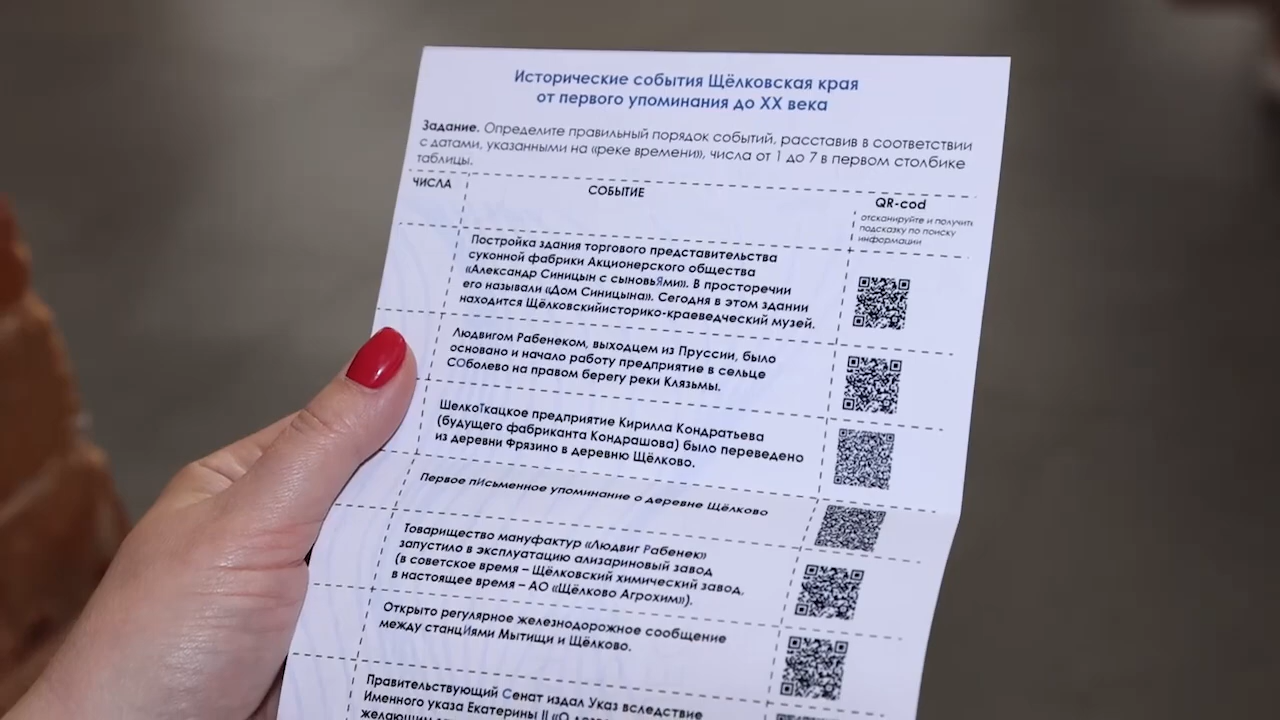 Исторические события Щёлковская края
от первого упоминания до XX века
Задание. Определите правильный порядок событий, расставив в соответствии
с датами, указанными на «реке времени», числа от 1 до 7 в первом столбике
таблицы.
ЧИСЛА
СОБЫТИЕ
QR-cod
отсканируйте и получить
подсказку по поиску
информации
Постройка здания торгового представительства
суконной фабрики Акционерского общества
«Александр Синицын с сыновьЯми». В просторечии
его называли «Дом Синицына». Сегодня в этом здании
находится Щёлковскийисторико-краеведческий музей.
Людвигом Рабенеком, выходцем из Пруссии, было
основано и начало работу предприятие в сельце
СОболево на правом берегу реки Клязьмы.
ШелкоТкацкое предприятие Кирилла Кондратьева
(будущего фабриканта Кондрашова) было переведено
из деревни Фрязино в деревню Щёлково.
Первое пИсьменное упоминание о деревне Щёлково
Товарищество мануфактур «Людвиг Рабенек»
запустило в эксплуатацию ализариновый завод
(в советское время – Щёлковский химический завод,
в настоящее время – АО «Щёлково Агрохим»).
Открыто регулярное железнодорожное сообщение
между станцИями Мытищи и Щёлково.
Правительствующий Сенат издал Указ вследствие
Именного указа Екатерины II «О
желающим